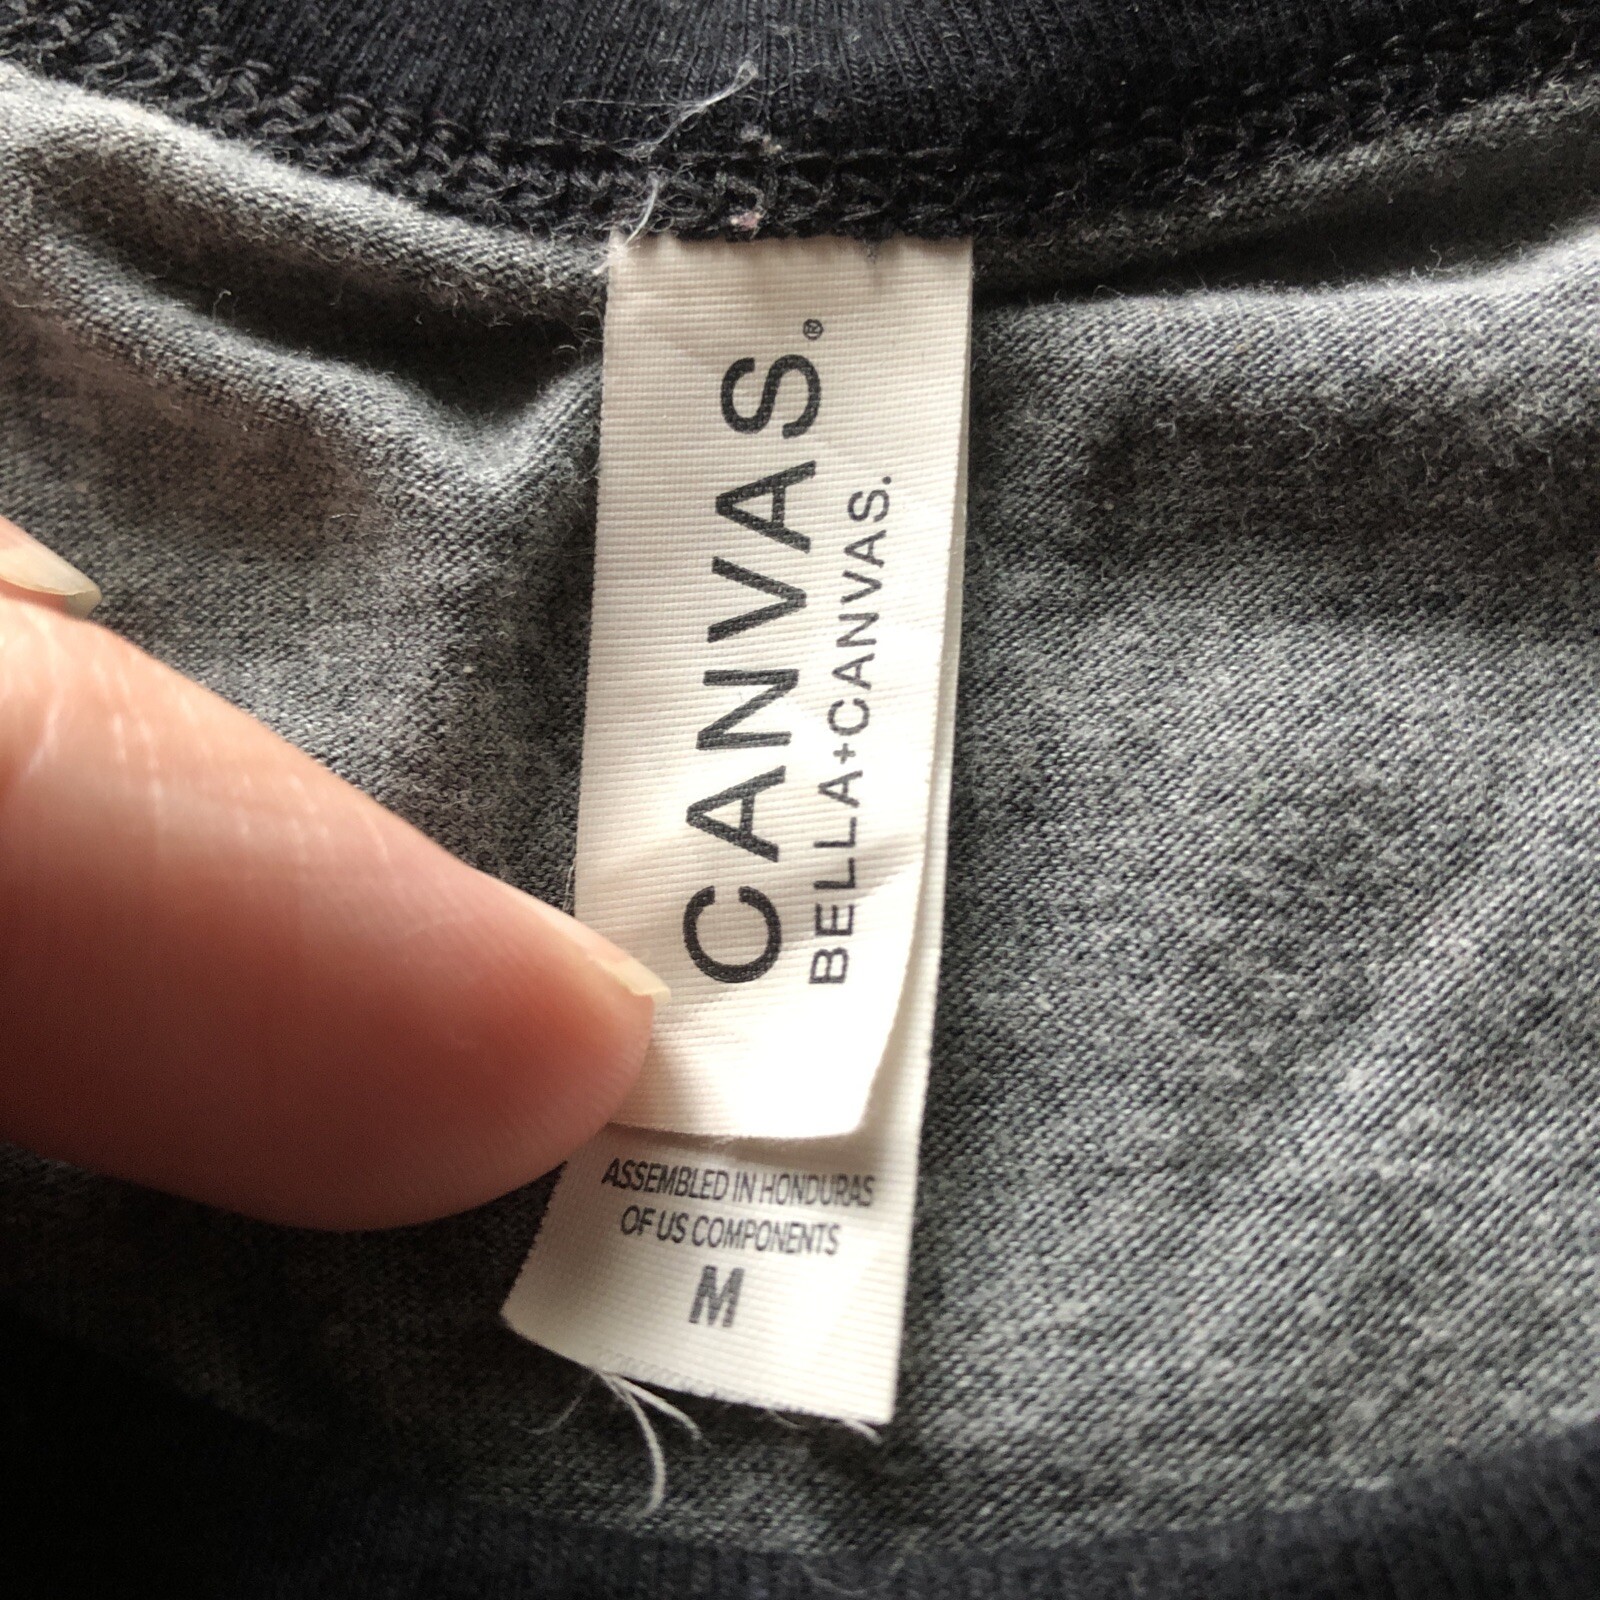 CANVAS.®
BELLA+CANVAS.
ASSEMBLED IN HONDURAS
OF US COMPONENTS
M